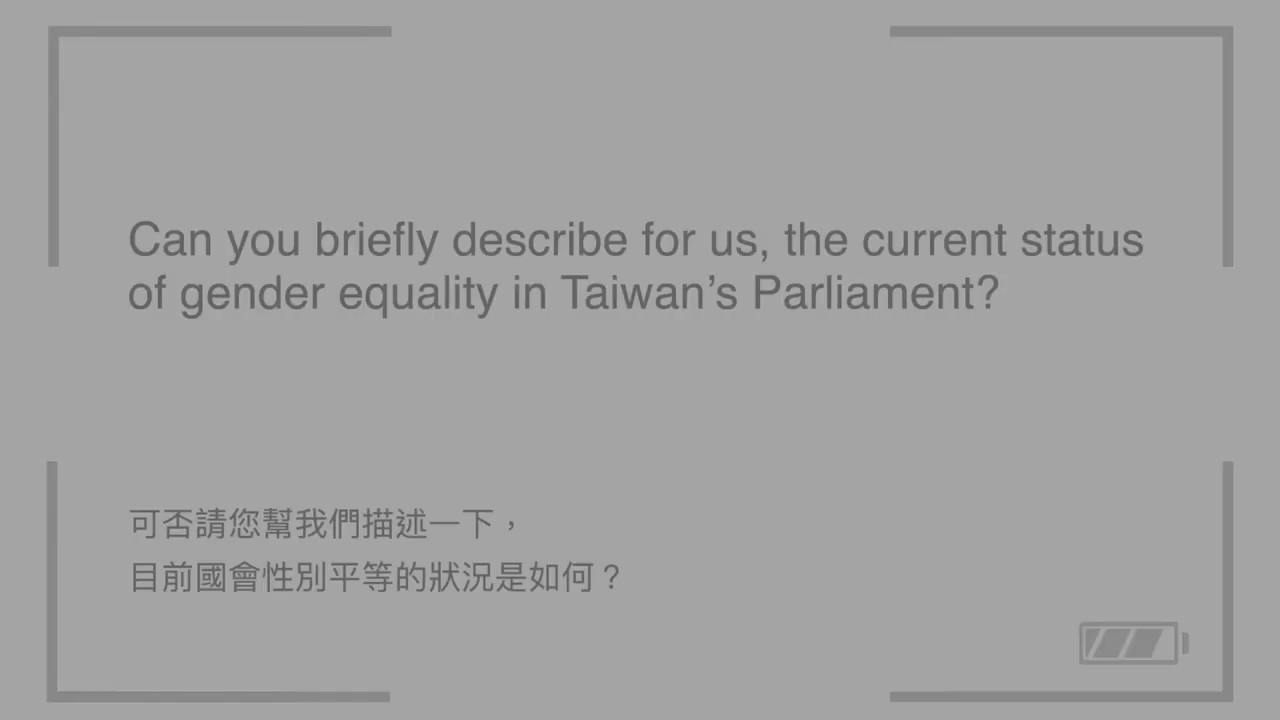 Can you briefly describe for us, the current status
of gender equality in Taiwan’s Parliament?
可否請您幫我們描述一下，
目前國會性別平等的狀況是如何？